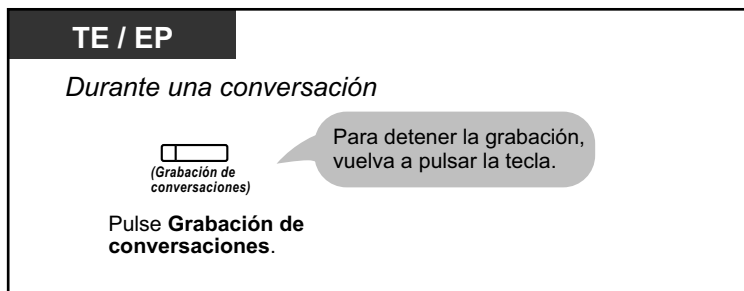 TE / EP
Durante una conversación
Para detener la grabación,
vuelva a pulsar la tecla.
(Grabación de
conversaciones)
Pulse Grabación de
conversaciones.